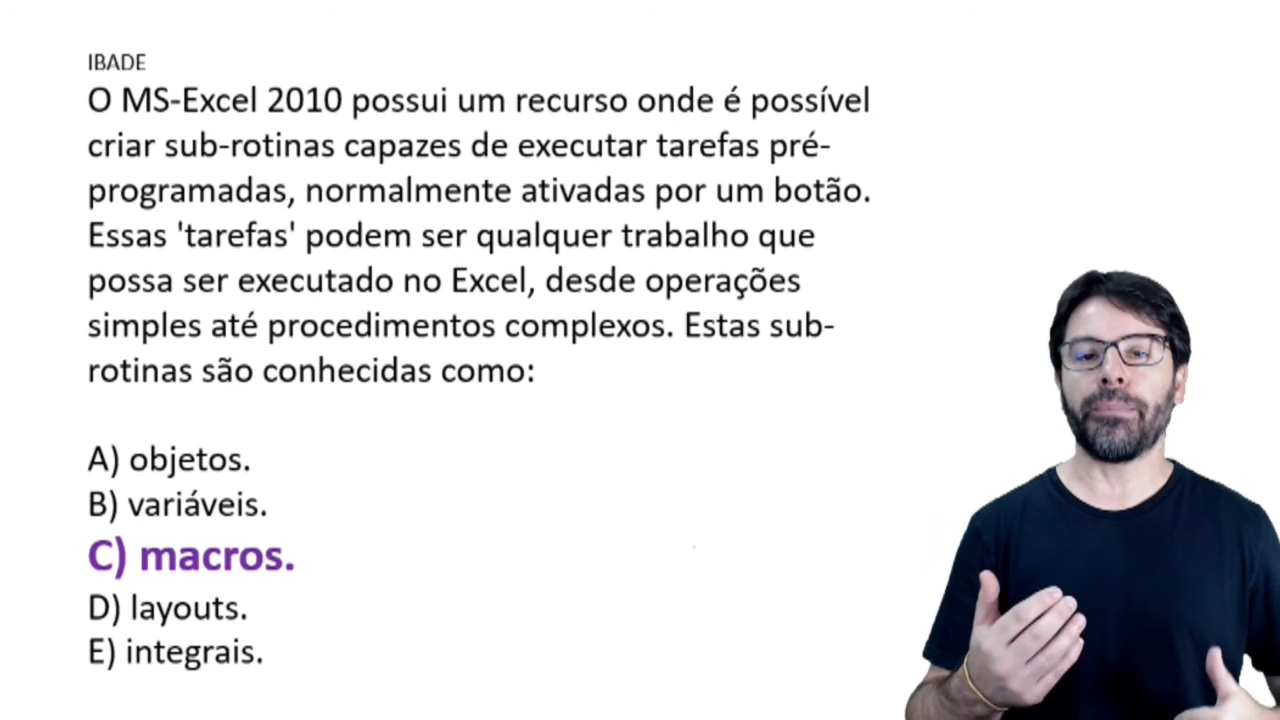 IBADE
O MS-Excel 2010 possui um recurso onde é possível
criar sub-rotinas capazes de executar tarefas pré-
programadas, normalmente ativadas por um botão.
Essas 'tarefas' podem ser qualquer trabalho que
possa ser executado no Excel, desde operações
simples até procedimentos complexos. Estas sub-
rotinas são conhecidas como:
A) objetos.
B) variáveis.
C) macros.
D) layouts.
E) integrais.